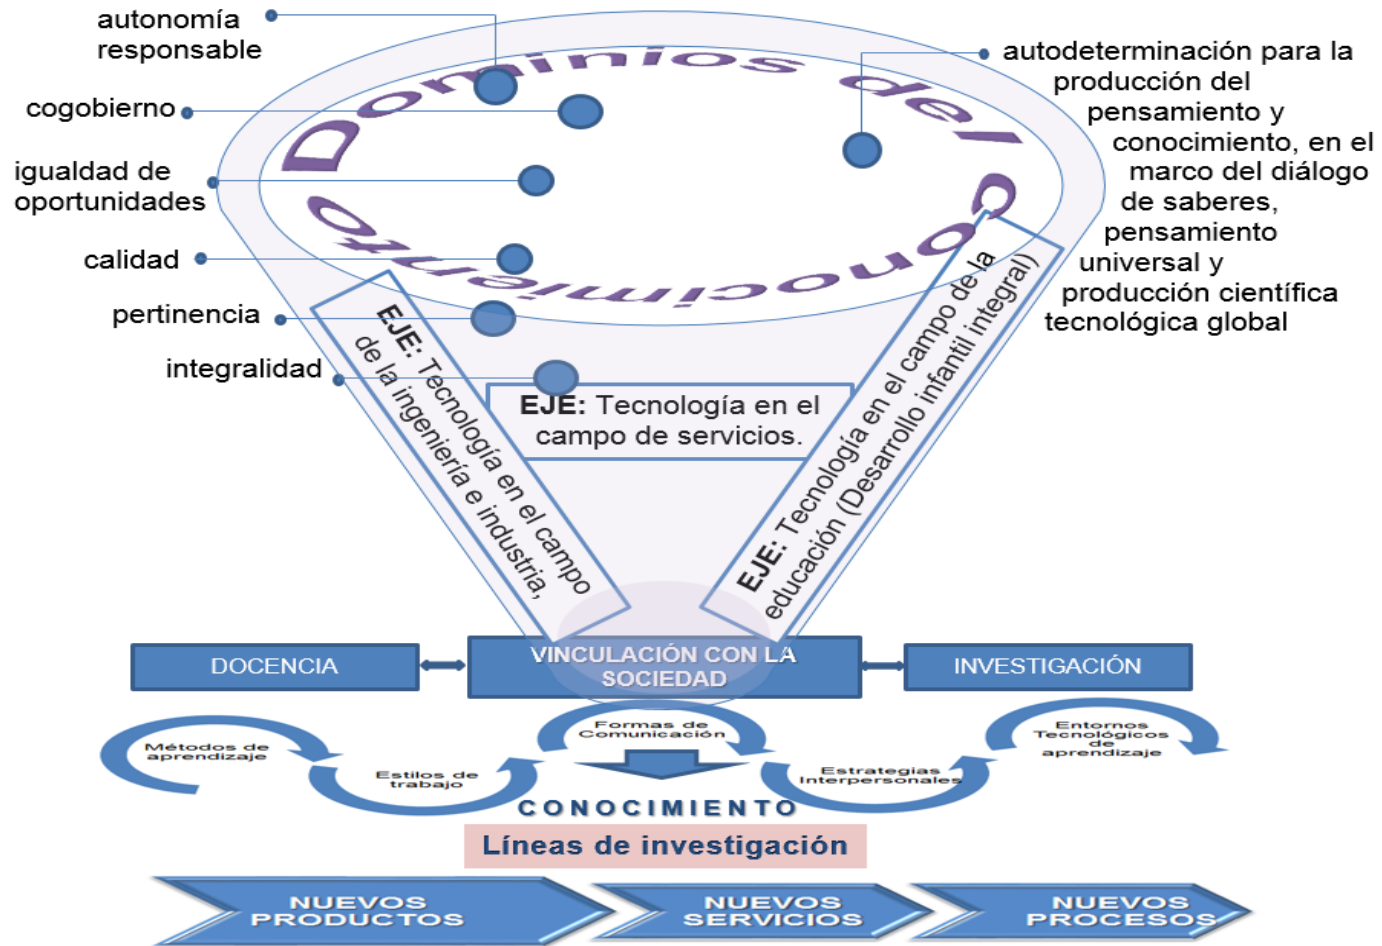 autonomía
responsable
cogobierno
igualdad de
oportunidades
calidad
pertinencia
integralidad
Dominios del conocimiento
autodeterminación para la
producción del
pensamiento y
conocimiento, en el
marco del diálogo
de saberes,
pensamiento
universal y
producción científica
tecnológica global
EJE: Tecnología en el campo
de la ingeniería e industria,
EJE: Tecnología en el
campo de servicios.
EJE: Tecnología en el campo de la
educación (Desarrollo infantil integral)
DOCENCIA
VINCULACIÓN CON LA
SOCIEDAD
INVESTIGACIÓN
Métodos de
aprendizaje
Estilos de
trabajo
Formas de
Comunicación
Estrategias
Interpersonales
Entornos
Tecnológicos
de
aprendizaje
CONOCIMIENTO
Líneas de investigación
NUEVOS
PRODUCTOS
NUEVOS
SERVICIOS
NUEVOS
PROCESOS